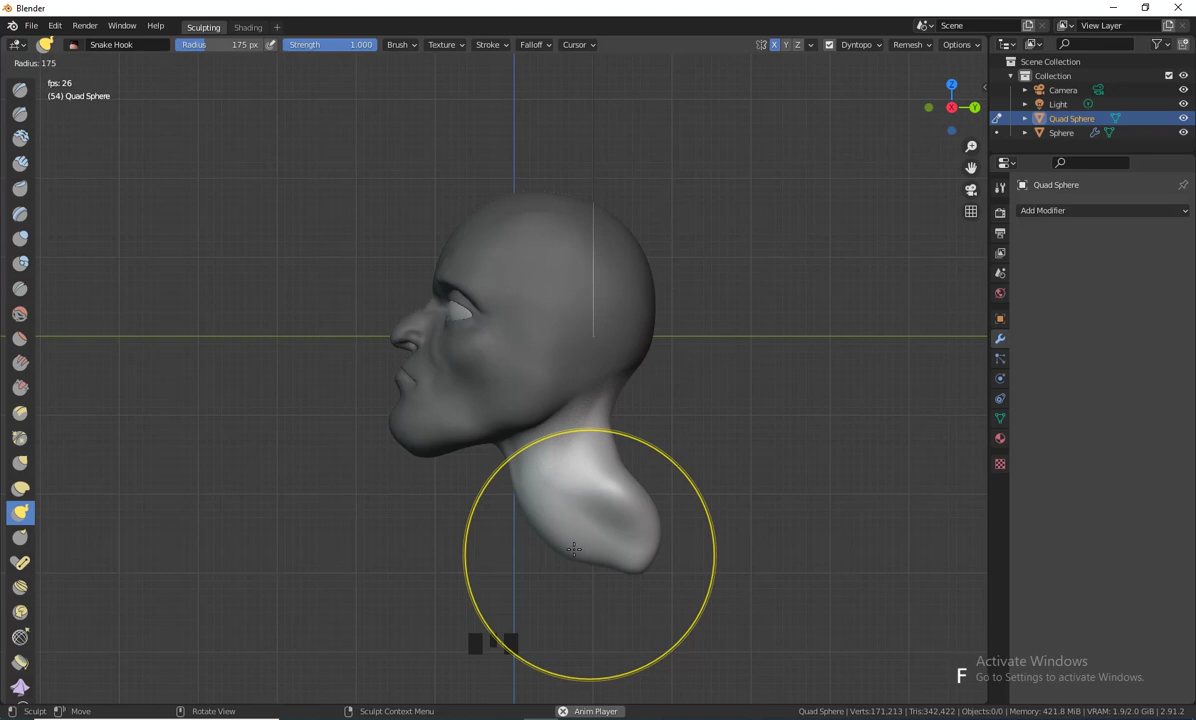 Blender
File Edit Render Window Help Sculpting Shading + Scene View Layer
Snake Hook Radius 175 px Strength 1.000 Brush Texture Stroke Falloff Cursor X Y Z Dyntopo Remesh Options
Radius: 175
fps: 26
(54) Quad Sphere
Z
X
Y
Scene Collection
Collection
Camera
Light
Quad Sphere
Sphere
Quad Sphere
Add Modifier
F
Activate Windows
Go to Settings to activate Windows.
Sculpt Move Rotate View Sculpt Context Menu Anim Player Quad Sphere | Verts:171,213 | Tris:342,422 | Objects:0/0 | Memory: 421.8 MiB | VRAM: 1.9/2.0 GiB | 2.91.2